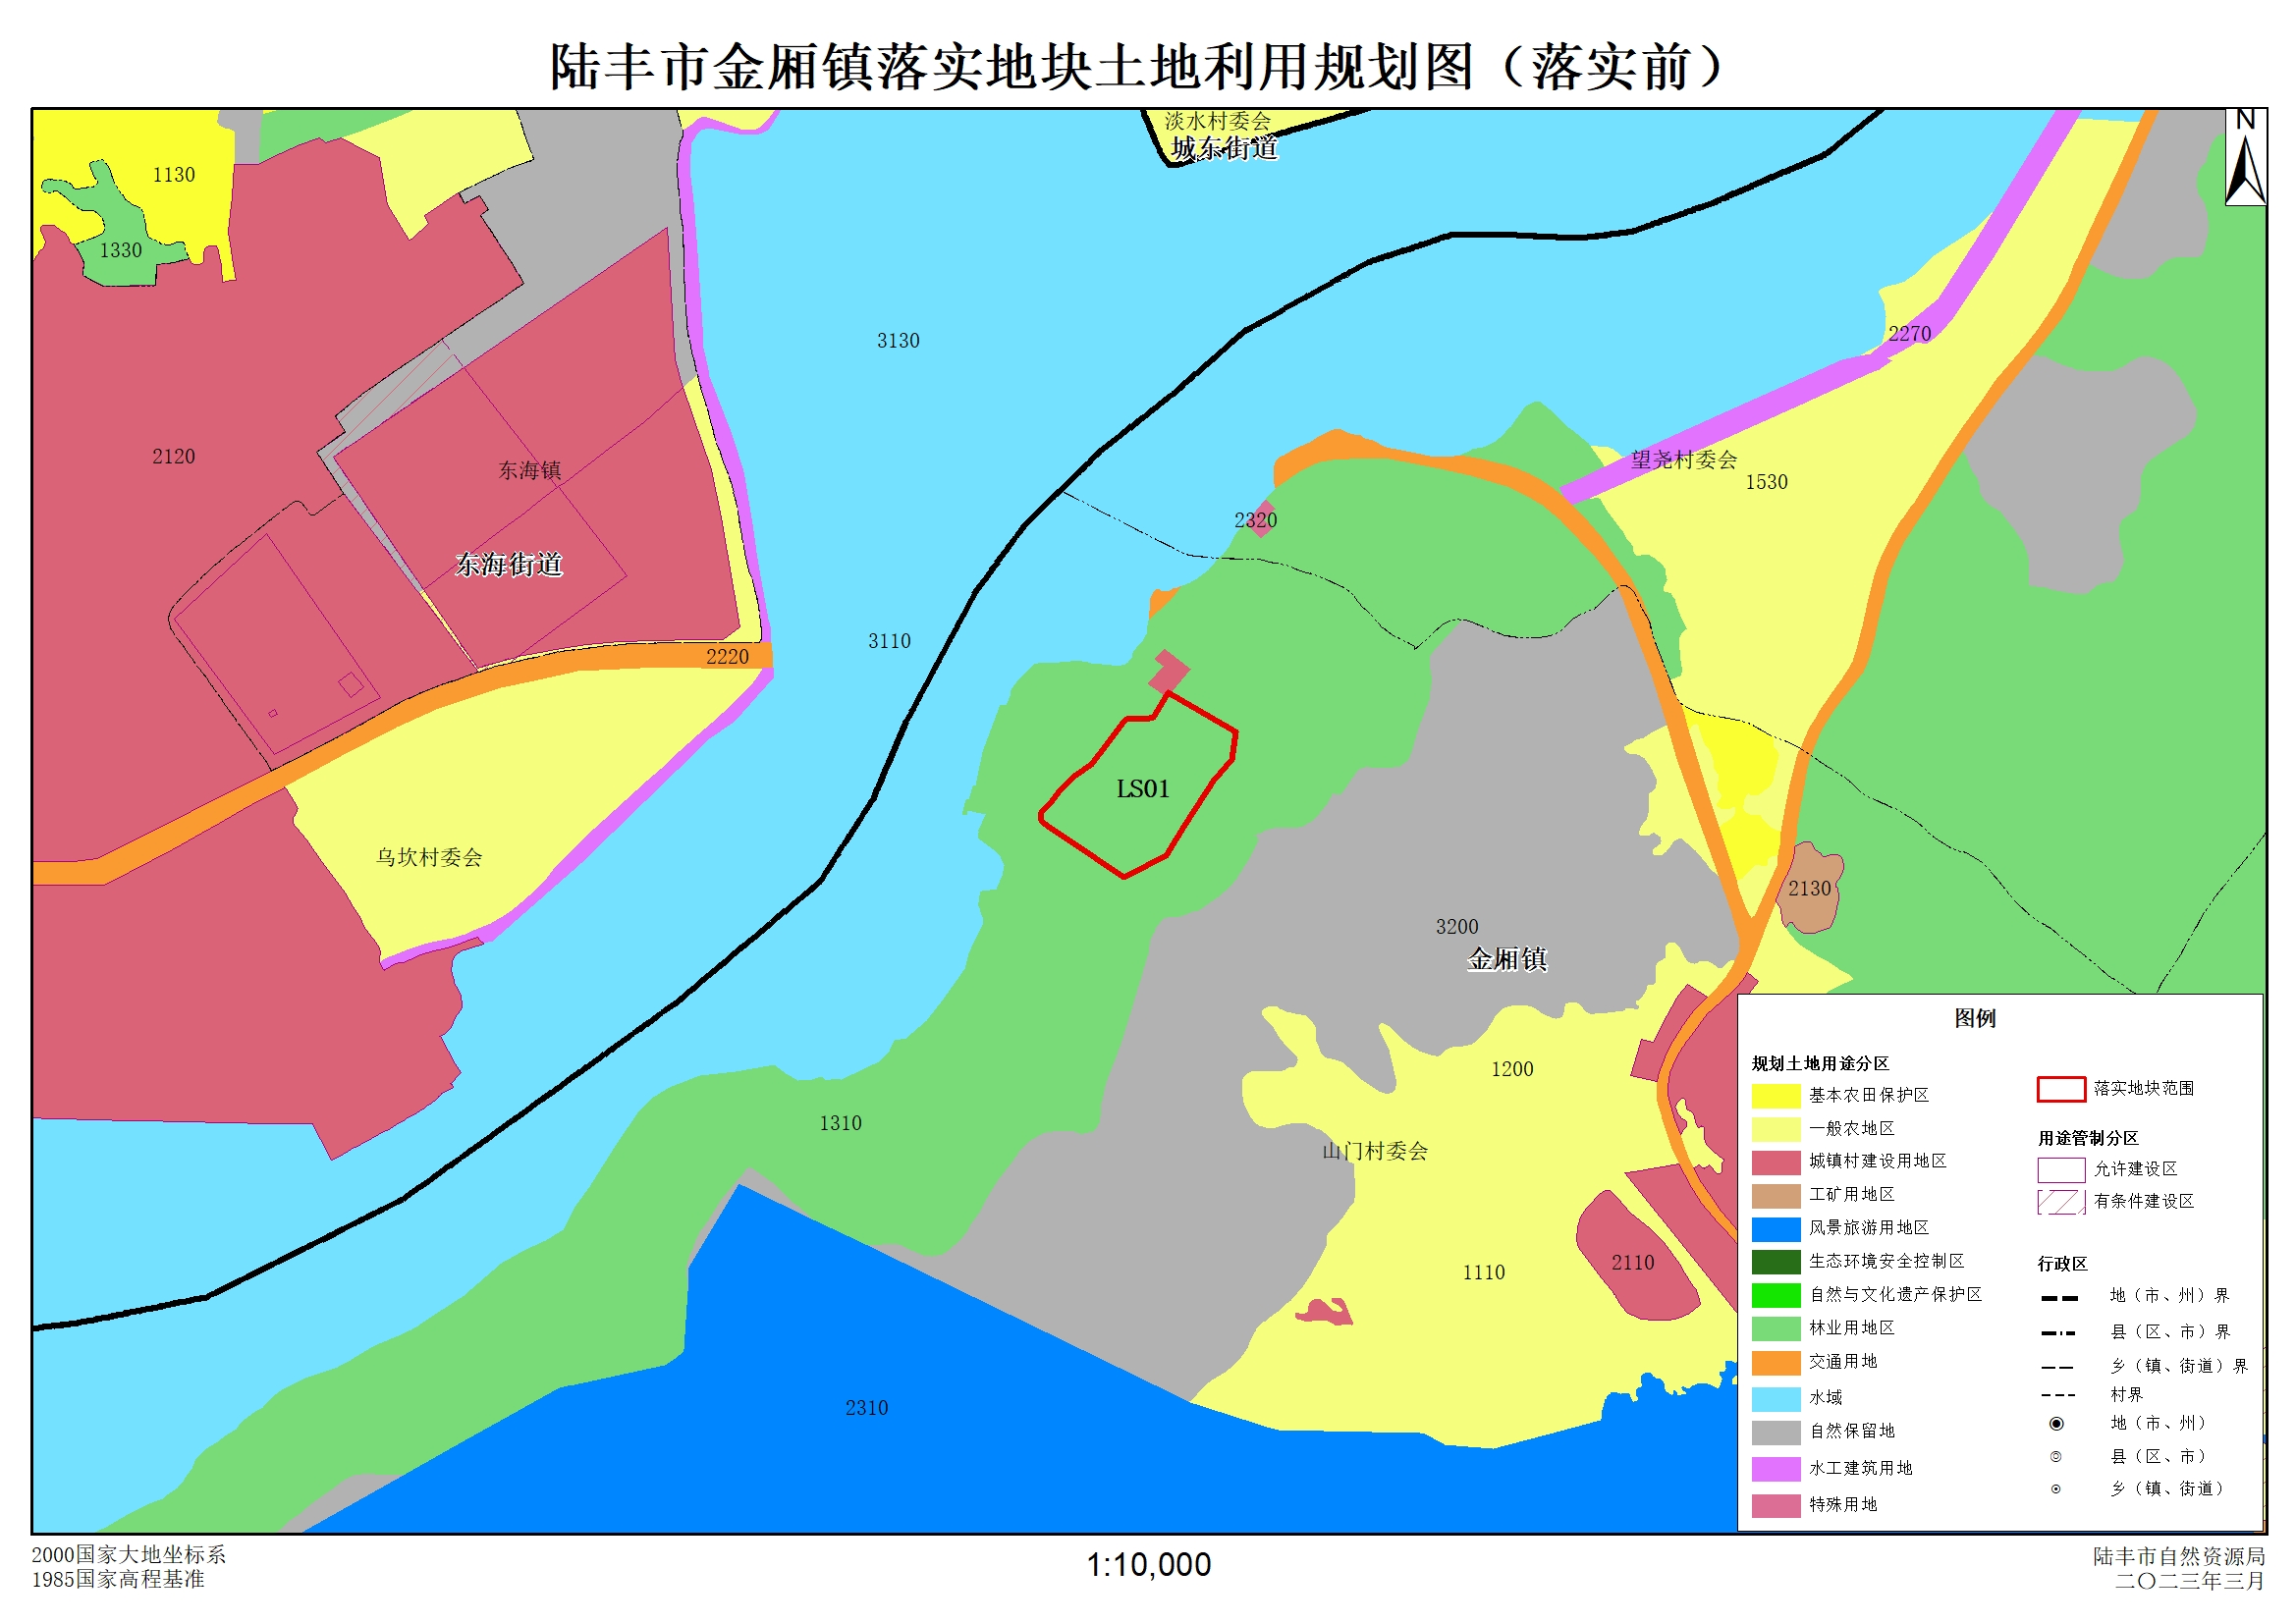 陆丰市金厢镇落实地块土地利用规划图（落实前）
N
淡水村委会
城东街道
1130
1330
3130
2270
2120
东海镇
望尧村委会
1530
2320
东海街道
3110
2220
LS01
乌坎村委会
2130
3200
金厢镇
1200
1310
山门村委会
1110
2110
2310
图例
规划土地用途分区
基本农田保护区
一般农地区
城镇村建设用地区
工矿用地区
风景旅游用地区
生态环境安全控制区
自然与文化遗产保护区
林业用地区
交通用地
水域
自然保留地
水工建筑用地
特殊用地
落实地块范围
用途管制分区
允许建设区
有条件建设区
行政区
地（市、州）界
县（区、市）界
乡（镇、街道）界
村界
地（市、州）
县（区、市）
乡（镇、街道）
2000国家大地坐标系
1985国家高程基准
1:10,000
陆丰市自然资源局
二〇二三年三月